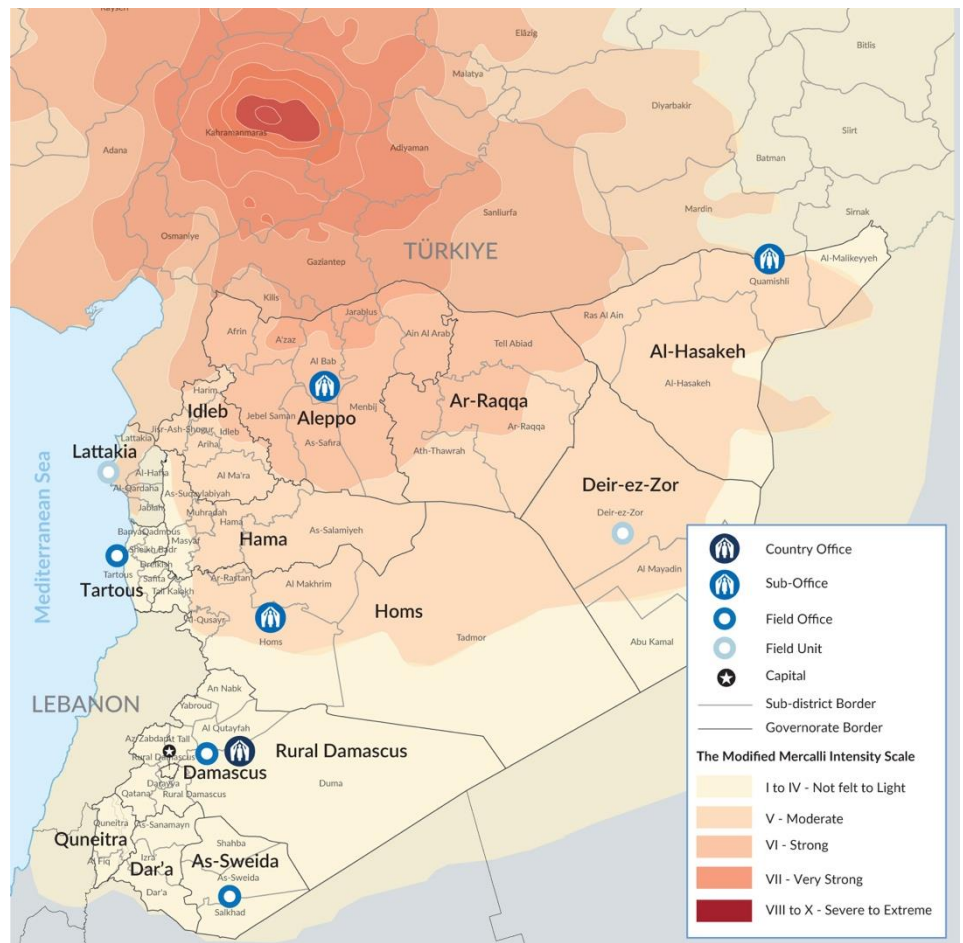 Kayseri
Elâzig
Bitlis
Malatya
Diyarbakir
Siirt
Kahramanmaras
Adiyaman
Batman
Adana
Mardin
Sirnak
Sanliurfa
Osmaniye
TÜRKIYE
Gaziantep
Al-Malikeyyeh
Quamishli
Kilis
Jarablus
Ras Al Ain
Afrin
A'zaz
Ain Al Arab
Tell Abiad
Al-Hasakeh
Al Bab
Al-Hasakeh
Harim
Ar-Raqqa
Menbij
Idleb
Jebel Saman
Aleppo
Ar-Raqqa
Jisr-Ash-Shogur
Idleb
Lattakia
Ariha
As-Safira
Ath-Thawrah
Lattakia
Al-Haffa
Al Ma'ra
Deir-ez-Zor
Al-Qardaha
As-Suqaylabiyah
Jablah
Muhradah
Deir-ez-Zor
Hama
As-Salamiyeh
Banyas
Qadmous
Masyaf
Hama
Sheikh Badr
Dreikish
Al Mayadin
Tartous
Safita
Ar-Rastan
Al Makhrim
Tartous
Tall Kalakh
Homs
Al-Qusayr
Homs
Tadmor
Abu Kamal
Mediterranean Sea
LEBANON
An Nabk
Yabroud
Al Qutayfah
Az-Zabdani
At Tall
Rural Damascus
Rural Damascus
Damascus
Darayya
Duma
Qatana
Rural Damascus
Quneitra
As-Sanamayn
Quneitra
Shahba
Al Fiq
Izra'
As-Sweida
Dar'a
As-Sweida
Dar'a
Salkhad
Country Office
Sub-Office
Field Office
Field Unit
Capital
Sub-district Border
Governorate Border
The Modified Mercalli Intensity Scale
I to IV - Not felt to Light
V - Moderate
VI - Strong
VII - Very Strong
VIII to X - Severe to Extreme